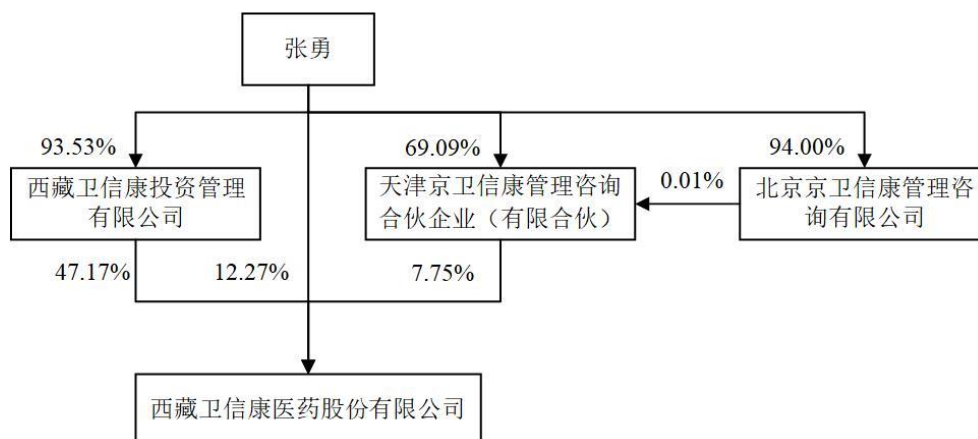 张勇
93.53%
69.09%
94.00%
西藏卫信康投资管理
有限公司
天津京卫信康管理咨询
合伙企业（有限合伙）
0.01%
北京京卫信康管理咨
询有限公司
47.17%
12.27%
7.75%
西藏卫信康医药股份有限公司